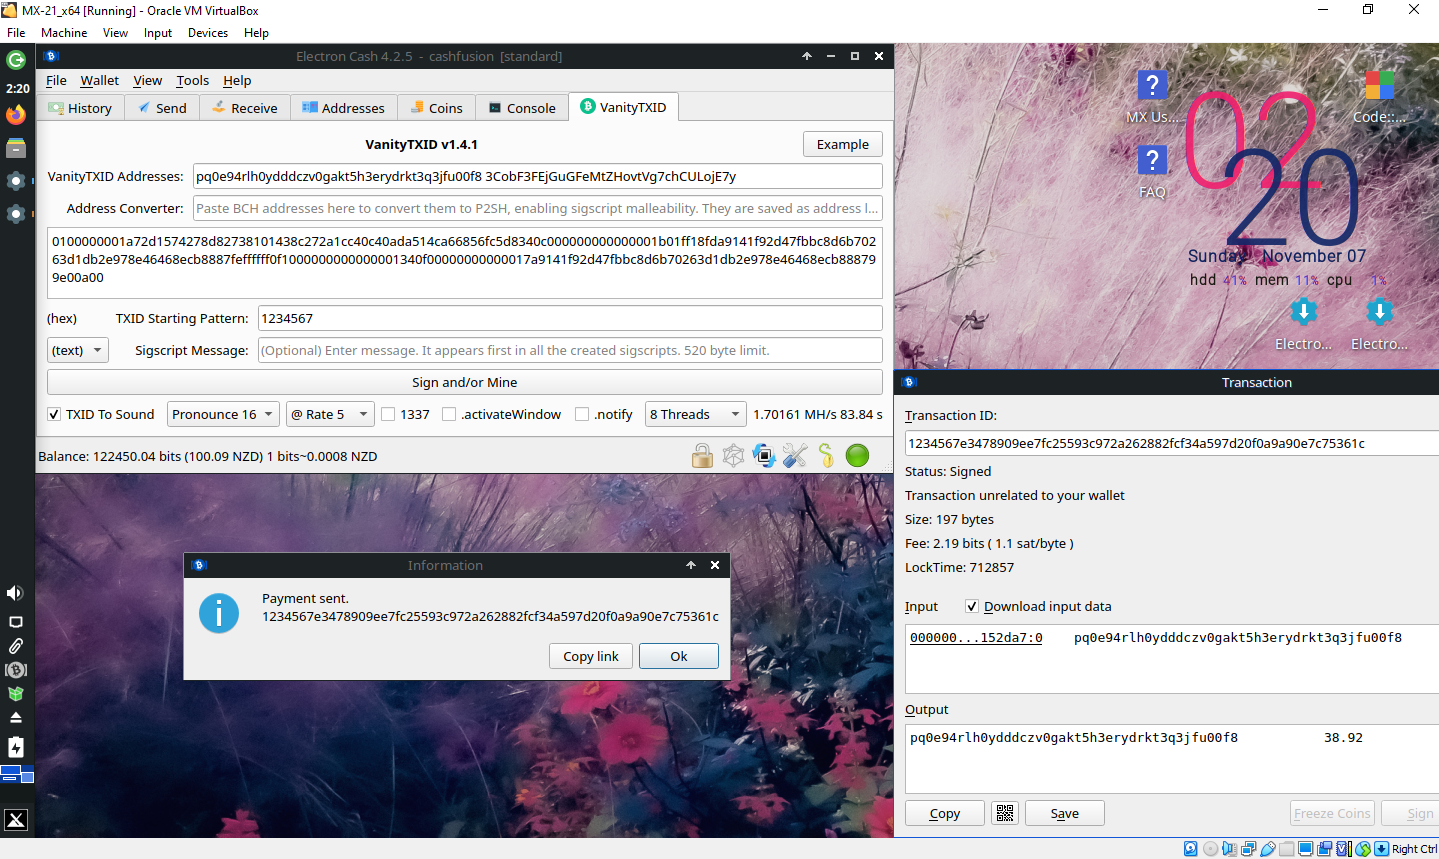 MX-21_x64 [Running] - Oracle VM VirtualBox
File Machine View Input Devices Help
2:20
Electron Cash 4.2.5 - cashfusion [standard]
File Wallet View Tools Help
History Send Receive Addresses Coins Console VanityTXID
VanityTXID v1.4.1
Example
VanityTXID Addresses: pq0e94rlh0ydddczv0gakt5h3erydrkt3q3jfu00f8 3CobF3FEjGuGFeMtZHovtVg7chCULojE7y
Address Converter: Paste BCH addresses here to convert them to P2SH, enabling sigscript malleability. They are saved as address l...
0100000001a72d1574278d82738101438c272a1cc40c40ada514ca66856fc5d8340c000000000000001b01ff18fda9141f92d47fbbc8d6b702
63d1db2e978e46468ecb8887feffffff0f100000000000001340f00000000000017a9141f92d47fbbc8d6b70263d1db2e978e46468ecb88879
9e00a00
(hex) TXID Starting Pattern: 1234567
(text) Sigscript Message: (Optional) Enter message. It appears first in all the created sigscripts. 520 byte limit.
Sign and/or Mine
TXID To Sound Pronounce 16 @ Rate 5 1337 .activateWindow .notify 8 Threads 1.70161 MH/s 83.84 s
Balance: 122450.04 bits (100.09 NZD) 1 bits~0.0008 NZD
MX Us...
Code::...
FAQ
02
20
Sunday November 07
hdd 41% mem 11% cpu 1%
Electro... Electro...
Transaction
Transaction ID:
1234567e3478909ee7fc25593c972a262882fcf34a597d20f0a9a90e7c75361c
Status: Signed
Transaction unrelated to your wallet
Size: 197 bytes
Fee: 2.19 bits ( 1.1 sat/byte )
LockTime: 712857
Input Download input data
000000...152da7:0 pq0e94rlh0ydddczv0gakt5h3erydrkt3q3jfu00f8
Output
pq0e94rlh0ydddczv0gakt5h3erydrkt3q3jfu00f8 38.92
Copy Save Freeze Coins Sign
Information
Payment sent.
1234567e3478909ee7fc25593c972a262882fcf34a597d20f0a9a90e7c75361c
Copy link Ok
Right Ctrl